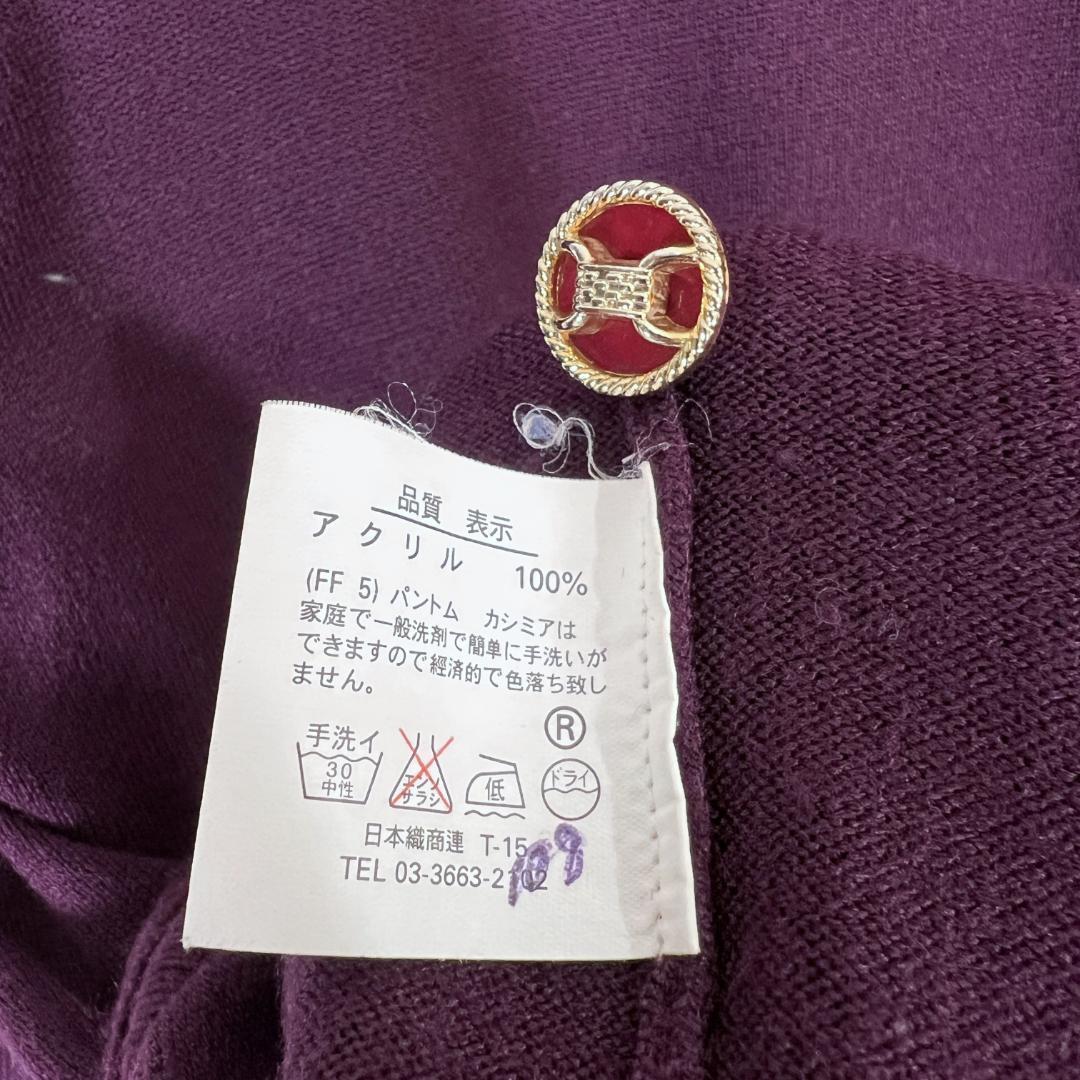 品質 表示
アクリル 100%
(FF 5) パントム カシミアは
家庭で一般洗剤で簡単に手洗いが
できますので経済的で色落ち致し
ません。
®
手洗イ
30
中性
エンソ
サラシ
低
ドライ
日本織商連 T-15
TEL 03-3663-2102